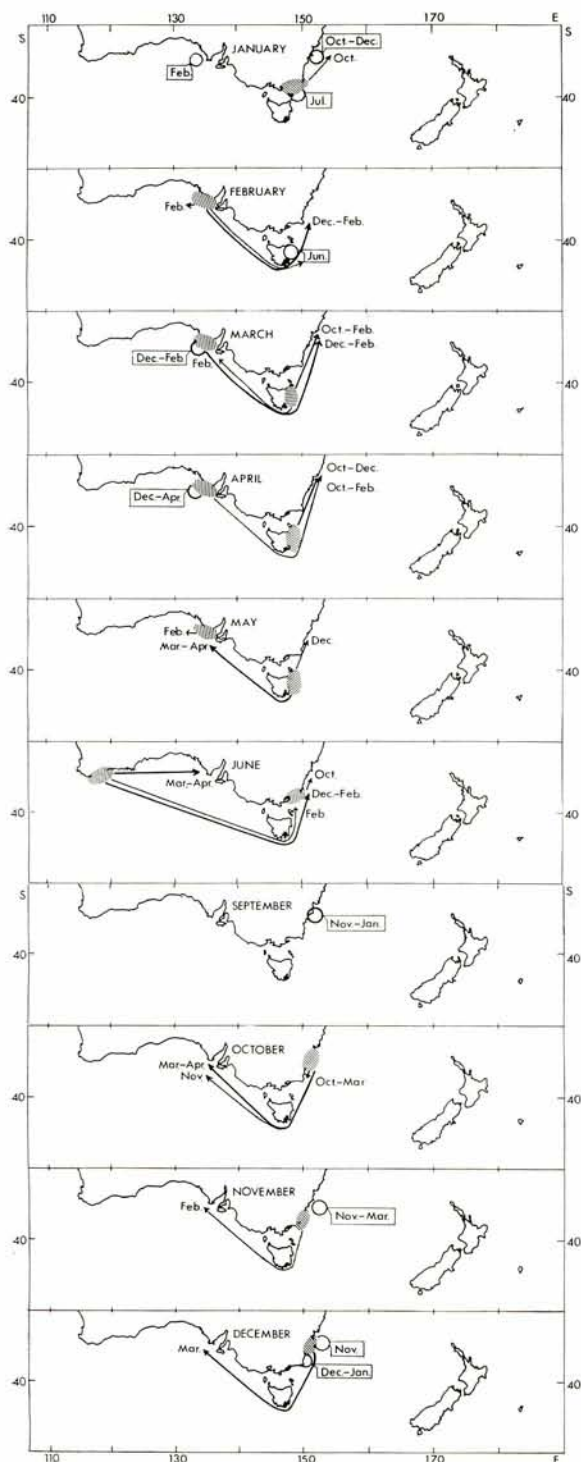 110 130 150 170 E
S S
JANUARY
Oct-Dec.
Oct.
Feb.
Jul.
40 40
FEBRUARY
Feb.
Dec.-Feb.
Jun.
40 40
MARCH
Oct.-Feb.
Dec.-Feb.
Dec.-Feb.
Feb.
40 40
APRIL
Oct-Dec.
Oct.-Feb.
Dec.-Apr.
40 40
MAY
Feb.
Mar-Apr.
Dec
40 40
JUNE
Oct.
Mar.-Apr.
Dec.-Feb.
Feb
40 40
S S
SEPTEMBER
Nov.-Jan.
40 40
OCTOBER
Mar-Apr.
Nov.
Oct-Mar
40 40
NOVEMBER
Feb.
Nov.-Mar.
40 40
DECEMBER
Mar.
Nov.
Dec-Jan.
40 40
110 130 150 170 E